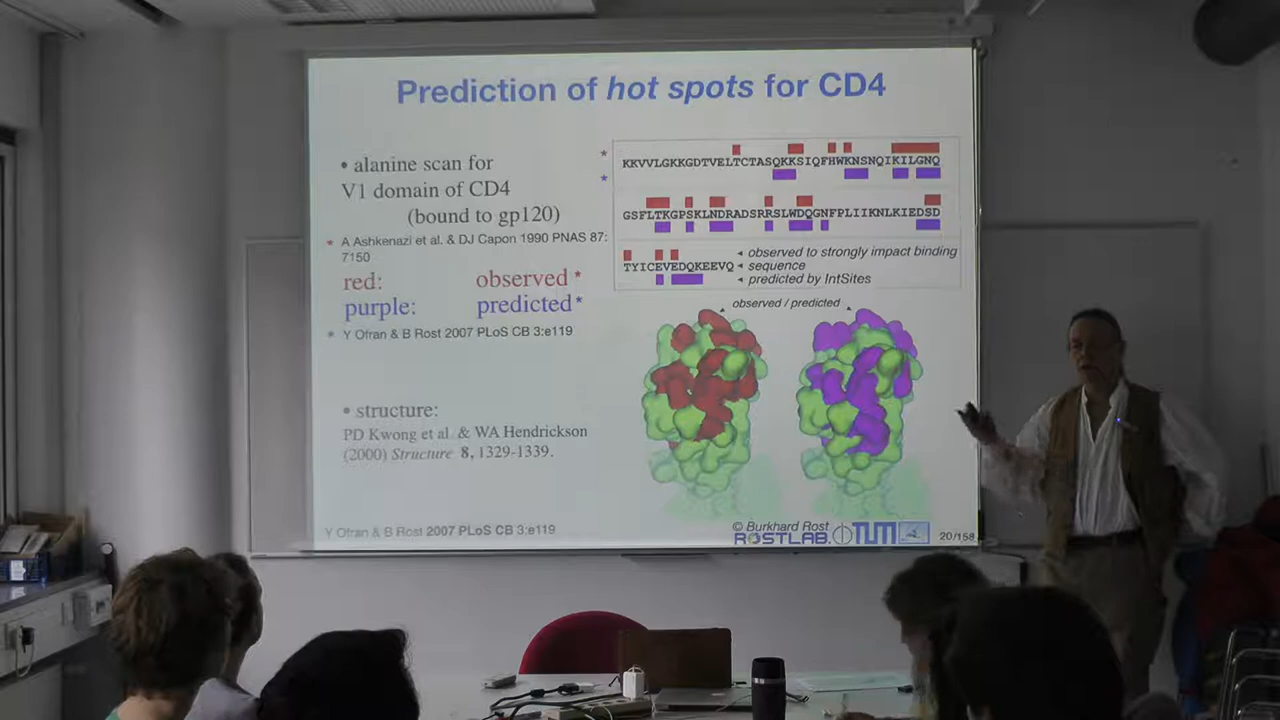 Prediction of hot spots for CD4
• alanine scan for
V1 domain of CD4
(bound to gp120)
* A Ashkenazi et al. & DJ Capon 1990 PNAS 87:
7150
red: observed *
purple: predicted *
* Y Ofran & B Rost 2007 PLoS CB 3:e119
• structure:
PD Kwong et al. & WA Hendrickson
(2000) Structure 8, 1329-1339.
*
KKVVLGKKGDTVELTCTASQKKSIQFHWKNSNQIKILGNQ
*
GSFLTKGPSKLNDRADSRRSLWDQGNFPLIIKNLKIEDSD
◂ observed to strongly impact binding
TYICEVEDQKEEVQ ◂ sequence
◂ predicted by IntSites
observed / predicted
Y Ofran & B Rost 2007 PLoS CB 3:e119
© Burkhard Rost
ROSTLAB TUM
20/158